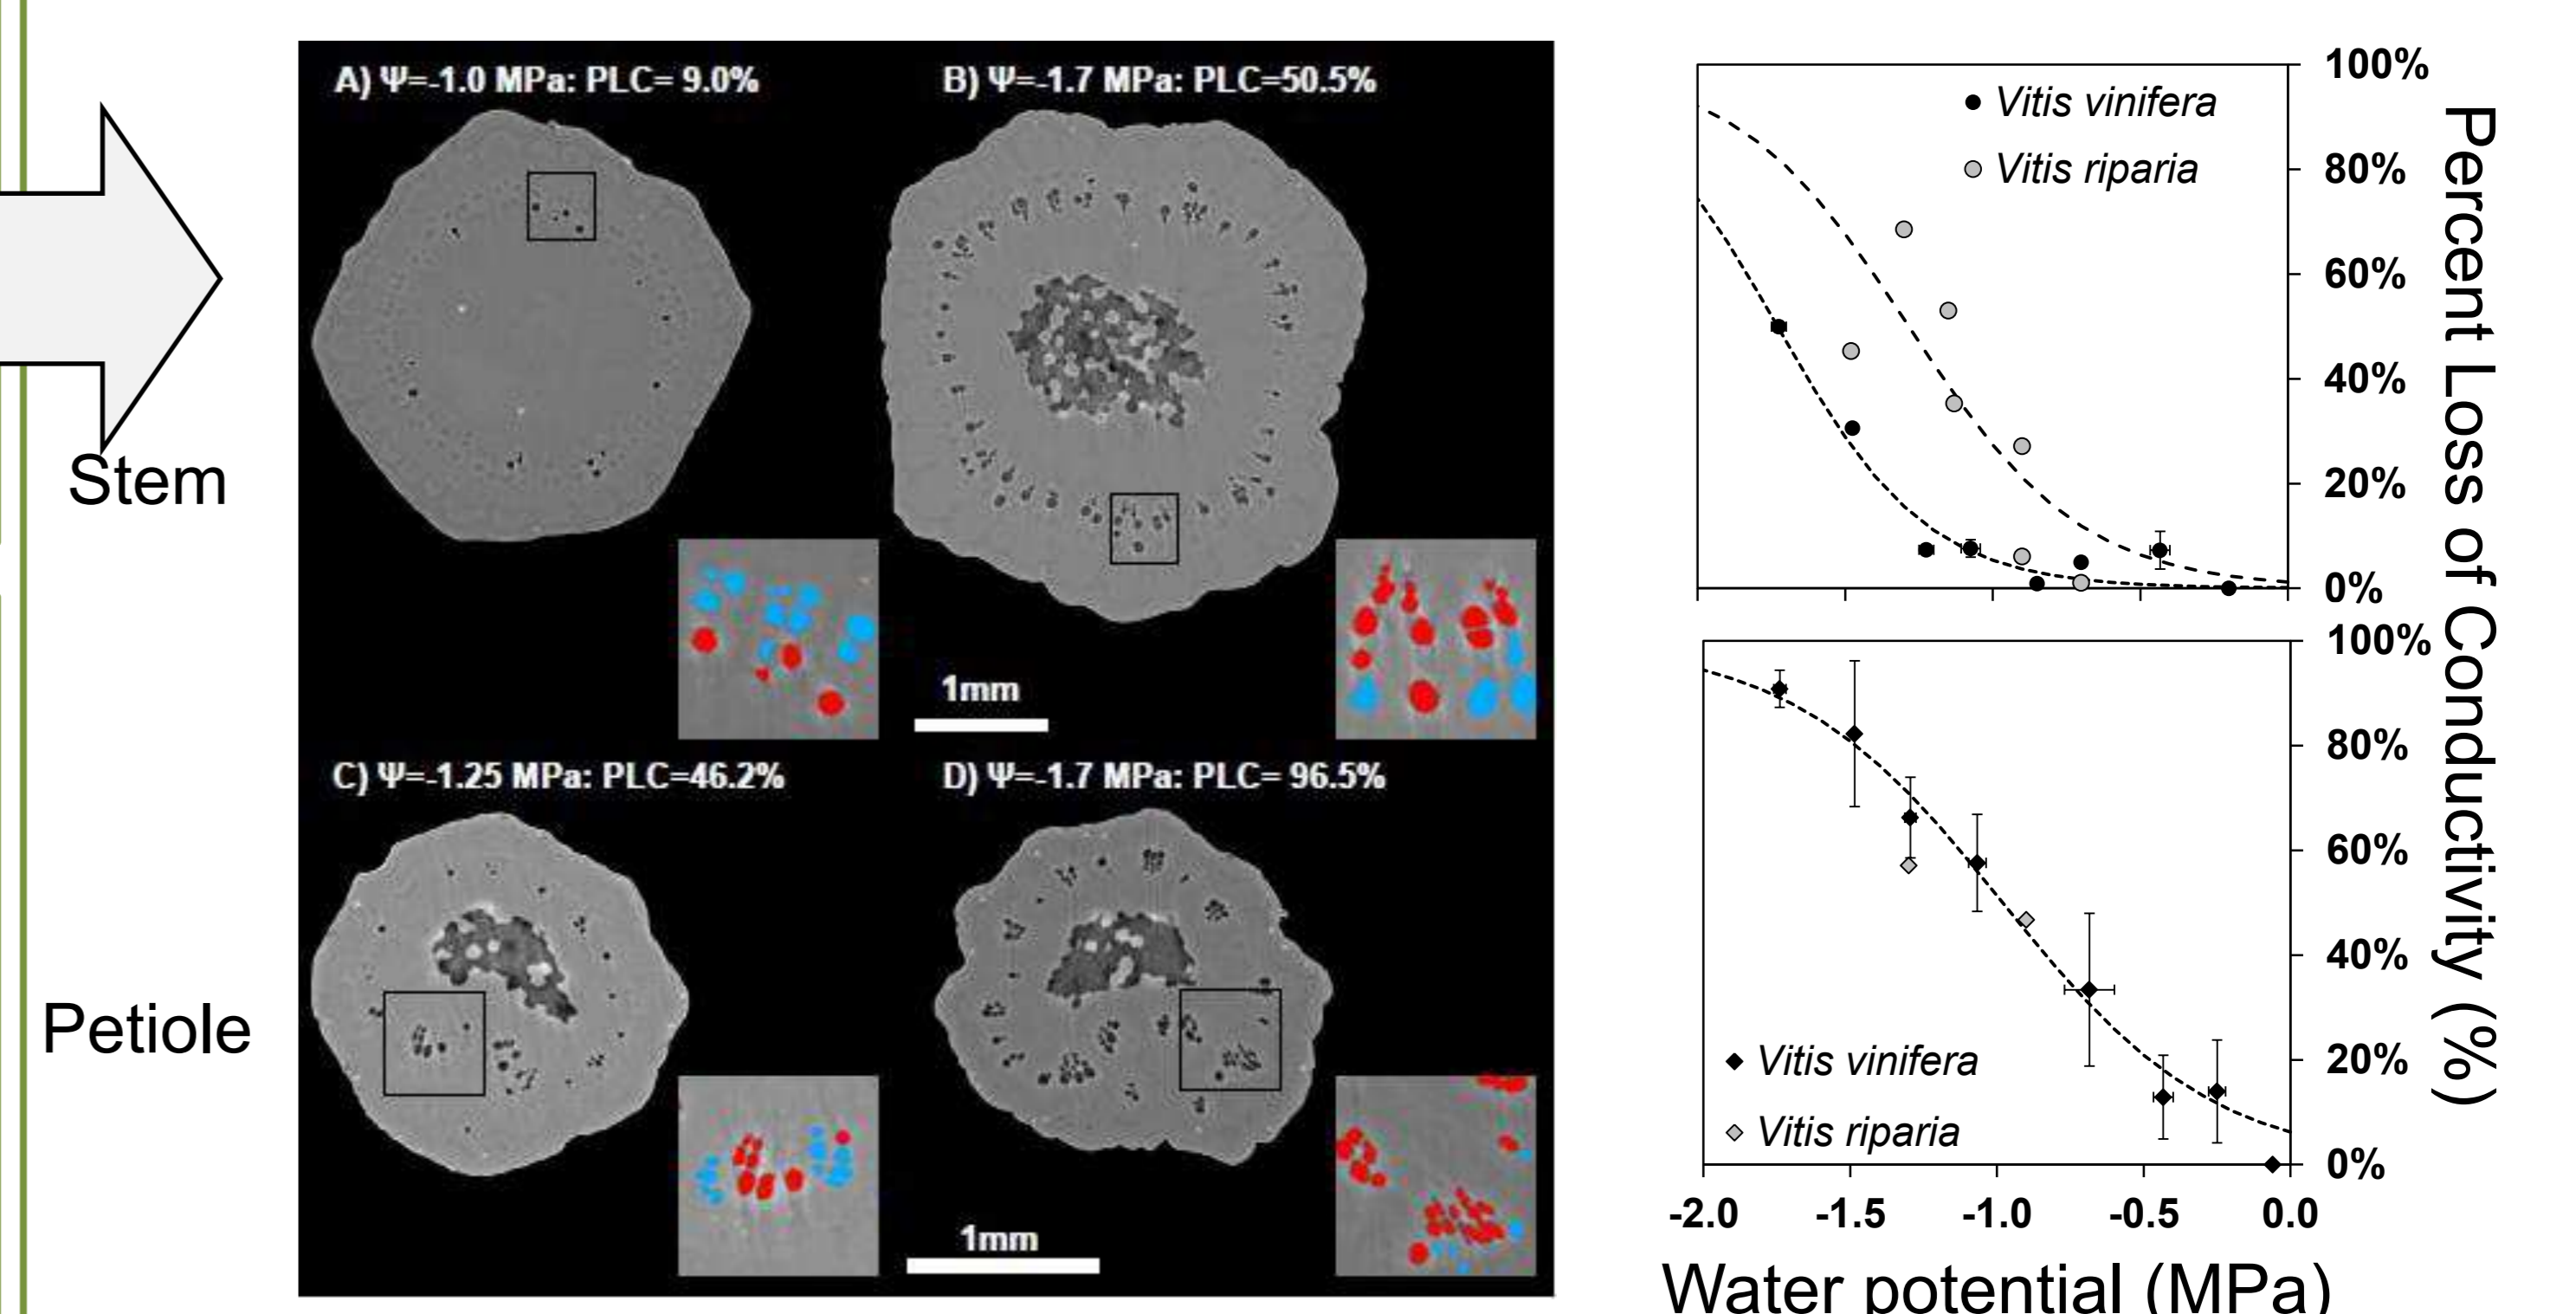 A) Ψ=-1.0 MPa: PLC= 9.0%
B) Ψ=-1.7 MPa: PLC=50.5%
Stem
1mm
C) Ψ=-1.25 MPa: PLC=46.2%
D) Ψ=-1.7 MPa: PLC= 96.5%
Petiole
1mm
Vitis vinifera
Vitis riparia
100%
80%
60%
40%
20%
0%
100%
80%
60%
40%
20%
0%
Vitis vinifera
Vitis riparia
-2.0 -1.5 -1.0 -0.5 0.0
Water potential (MPa)
Percent Loss of Conductivity (%)